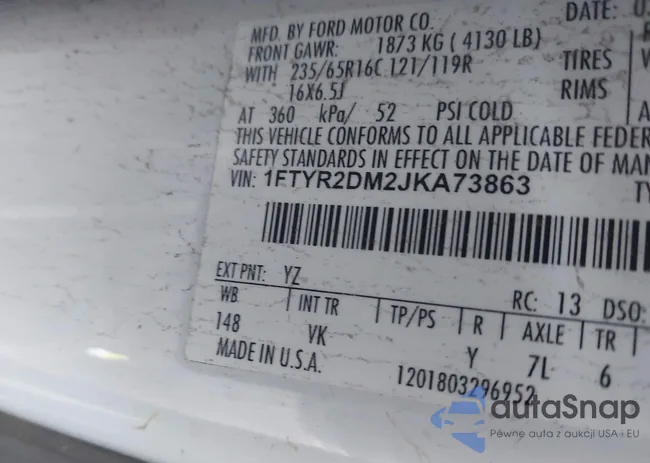 MFD. BY FORD MOTOR CO.
DATE:
FRONT GAWR: 1873 KG ( 4130 LB)
WITH 235/65R16C 121/119R TIRES
16X6.5J RIMS
AT 360 kPa/ 52 PSI COLD
THIS VEHICLE CONFORMS TO ALL APPLICABLE FEDER
SAFETY STANDARDS IN EFFECT ON THE DATE OF MAN
VIN: 1FTYR2DM2JKA73863
EXT PNT: YZ
RC: 13 DSO:
WB INT TR TP/PS R AXLE TR
148 VK Y 7L 6
MADE IN U.S.A.
1201803296952
autaSnap
Pewne auta z aukcji USA i EU